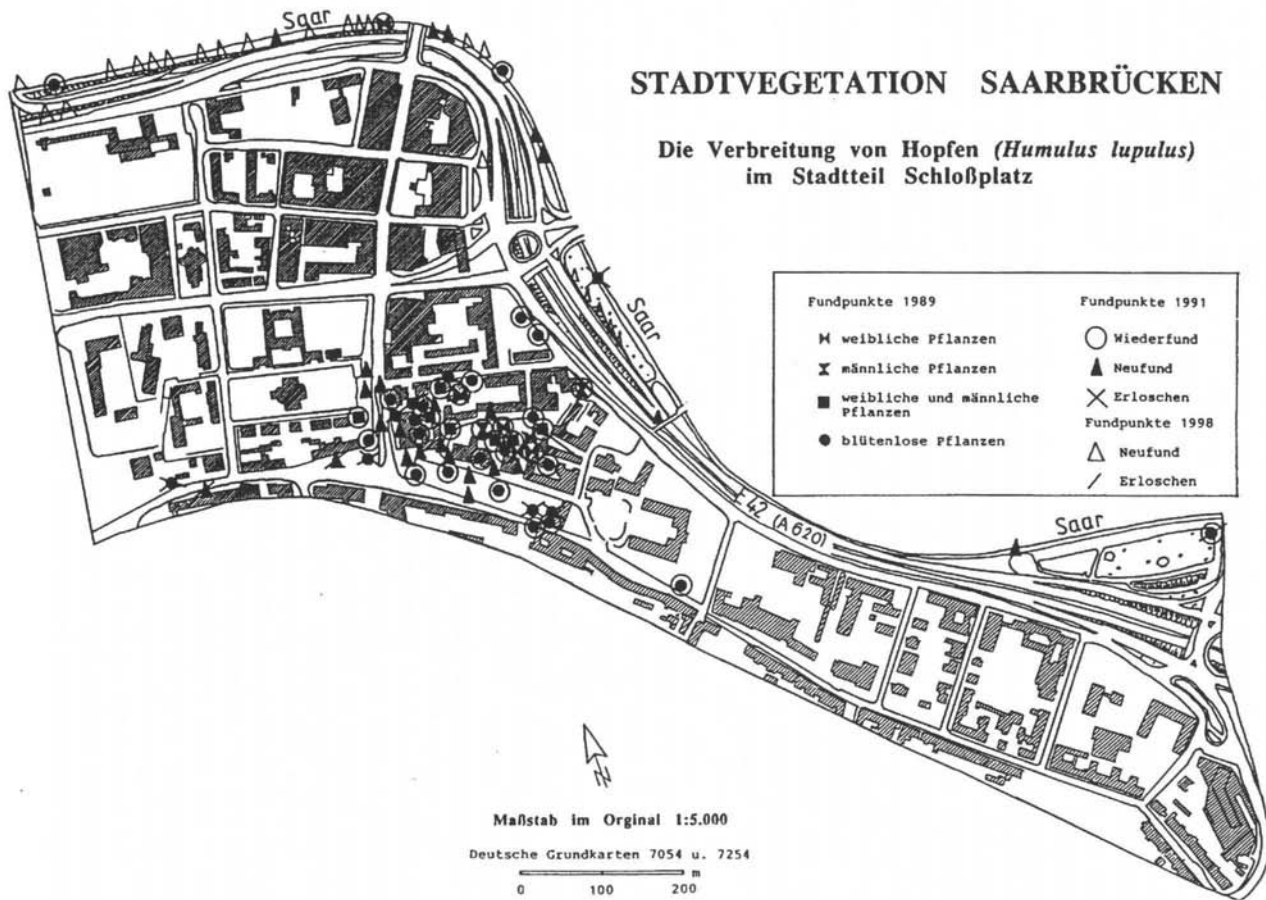 Saar
STADTVEGETATION SAARBRÜCKEN
Die Verbreitung von Hopfen (Humulus lupulus)
im Stadtteil Schloßplatz
Saar
Fundpunkte 1989
weibliche Pflanzen
männliche Pflanzen
weibliche und männliche
Pflanzen
blütenlose Pflanzen
Fundpunkte 1991
Wiederfund
Neufund
Erloschen
Fundpunkte 1998
Neufund
Erloschen
E 42 (A 620)
Saar
N
Maßstab im Orginal 1:5.000
Deutsche Grundkarten 7054 u. 7254
m
0 100 200